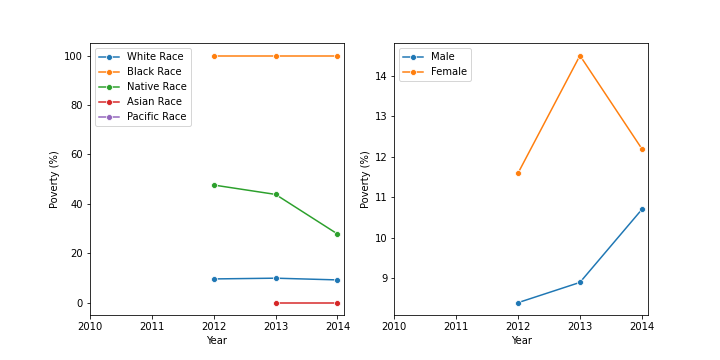 White Race
Black Race
Native Race
Asian Race
Pacific Race
Poverty (%)
100
80
60
40
20
0
2010 2011 2012 2013 2014
Year
Male
Female
Poverty (%)
14
13
12
11
10
9
2010 2011 2012 2013 2014
Year